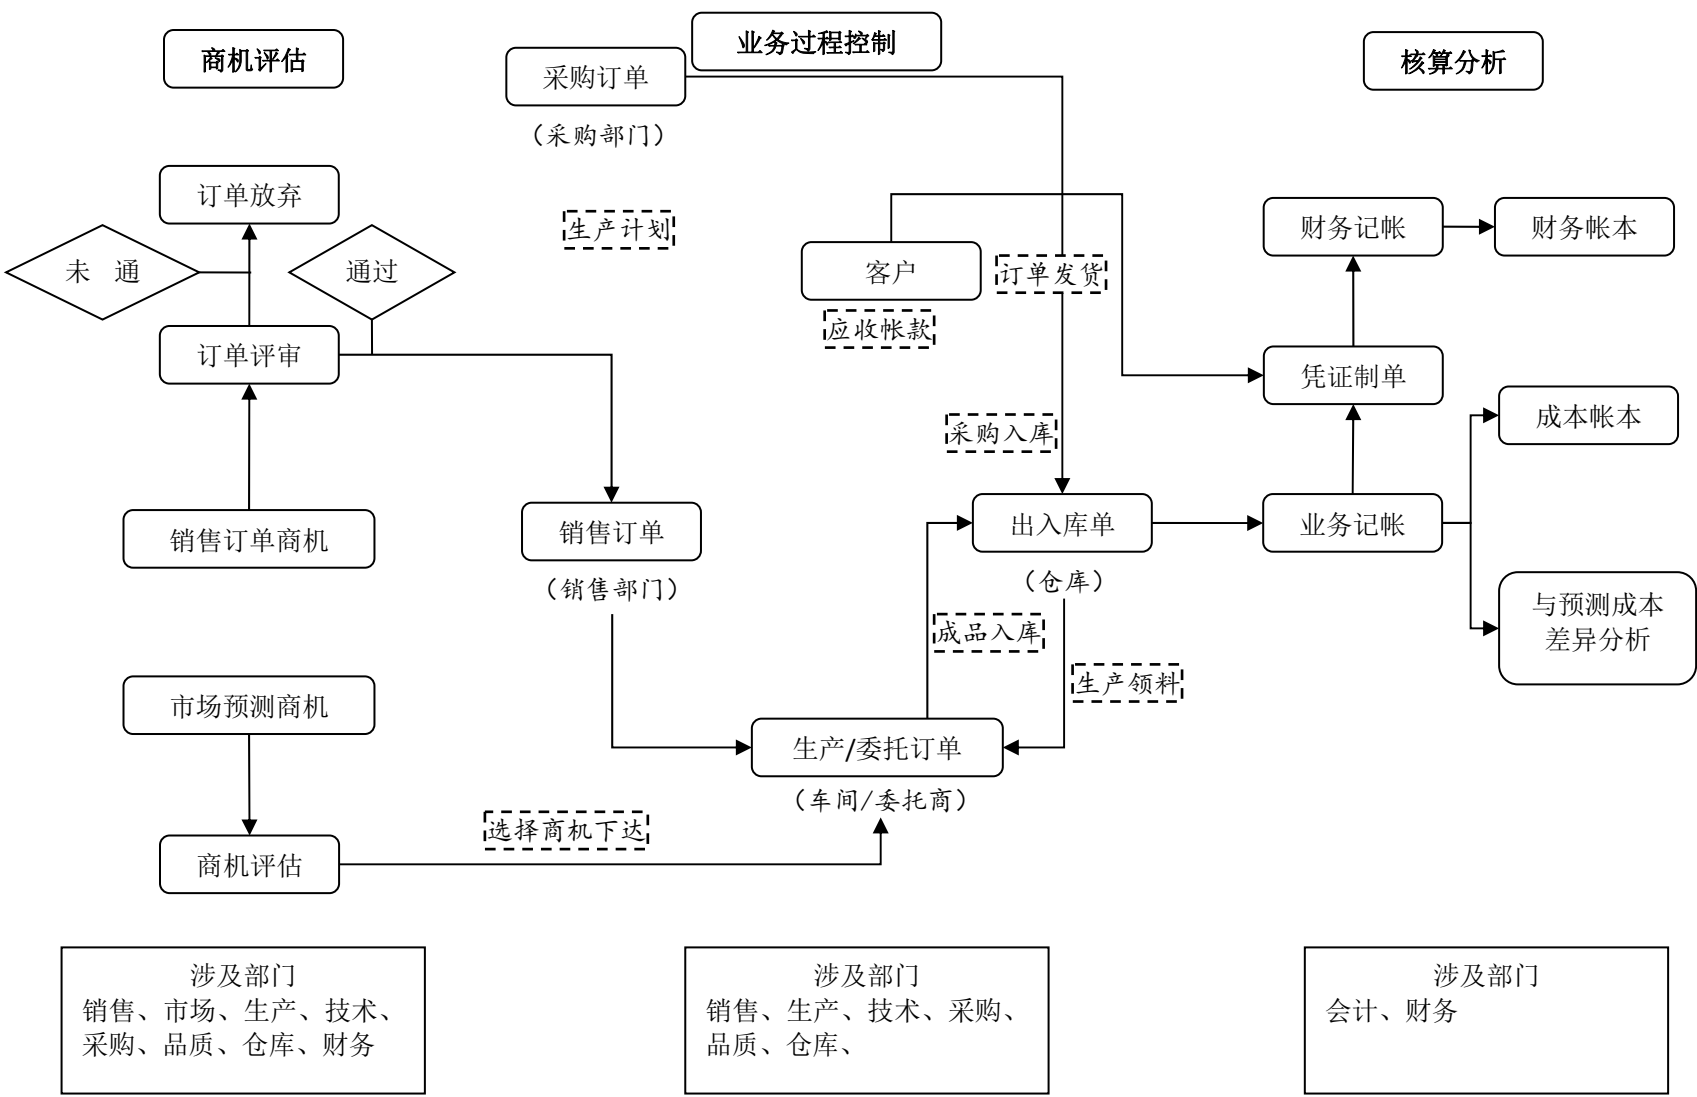 商机评估
业务过程控制
核算分析
采购订单
（采购部门）
订单放弃
生产计划
财务记帐
财务帐本
未 通
通过
客户
订单发货
应收帐款
订单评审
凭证制单
成本帐本
采购入库
销售订单商机
销售订单
出入库单
业务记帐
（销售部门）
（仓库）
与预测成本
差异分析
成品入库
生产领料
市场预测商机
生产/委托订单
（车间/委托商）
选择商机下达
商机评估
涉及部门
销售、市场、生产、技术、
采购、品质、仓库、财务
涉及部门
销售、生产、技术、采购、
品质、仓库、
涉及部门
会计、财务